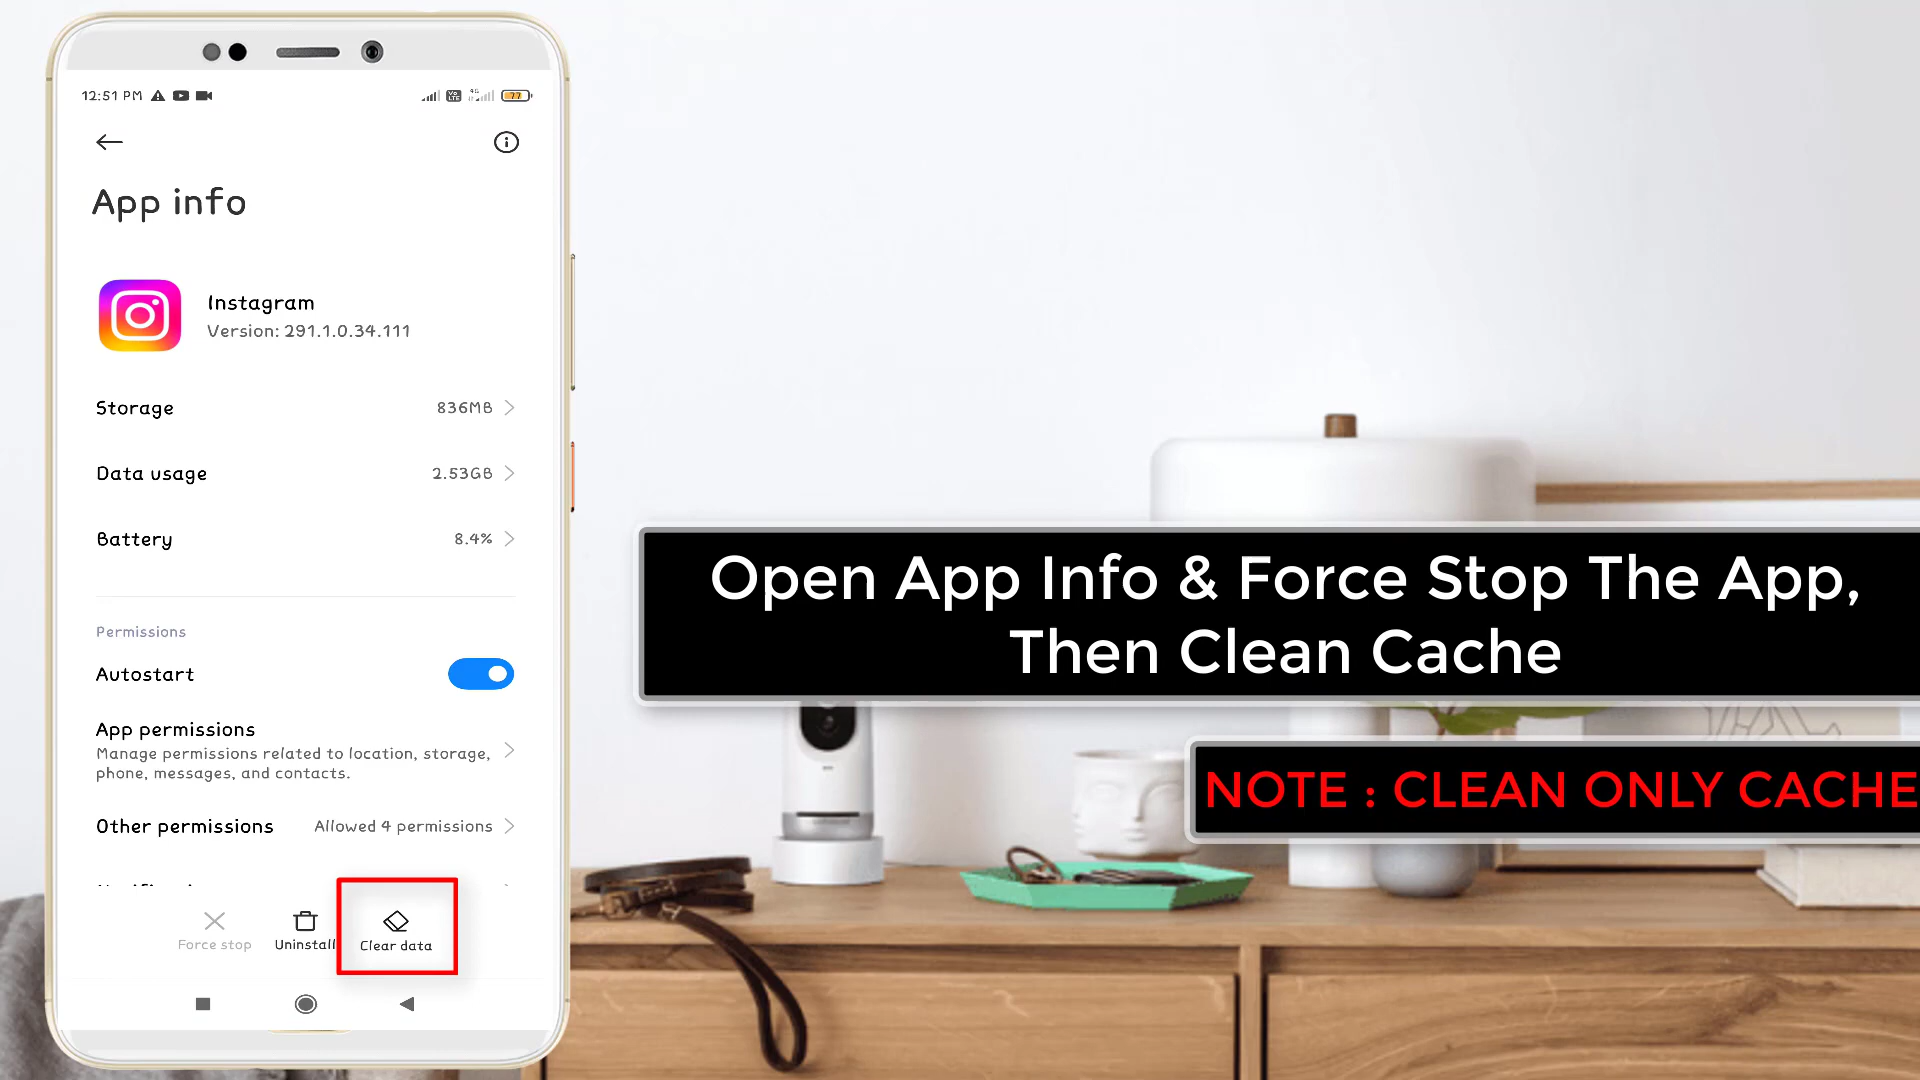 12:51 PM
77
App info
Instagram
Version: 291.1.0.34.111
Storage 836MB
Data usage 2.53GB
Battery 8.4%
Permissions
Autostart
App permissions
Manage permissions related to location, storage,
phone, messages, and contacts.
Other permissions Allowed 4 permissions
Force stop Uninstall Clear data
Open App Info & Force Stop The App,
Then Clean Cache
NOTE : CLEAN ONLY CACHE